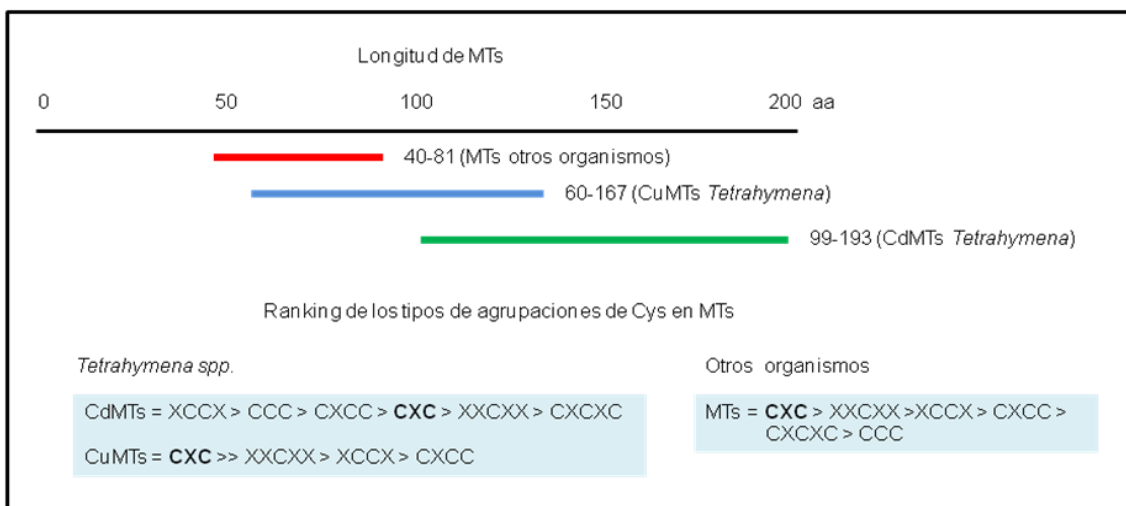 Longitud de MTs
0 50 100 150 200 aa
40-81 (MTs otros organismos)
60-167 (CuMTs Tetrahymena)
99-193 (CdMTs Tetrahymena)
Ranking de los tipos de agrupaciones de Cys en MTs
Tetrahymena spp.
CdMTs = XCCX > CCC > CXCC > CXC > XXCXX > CXCXC
CuMTs = CXC >> XXCXX > XCCX > CXCC
Otros organismos
MTs = CXC > XXCXX >XCCX > CXCC >
CXCXC > CCC